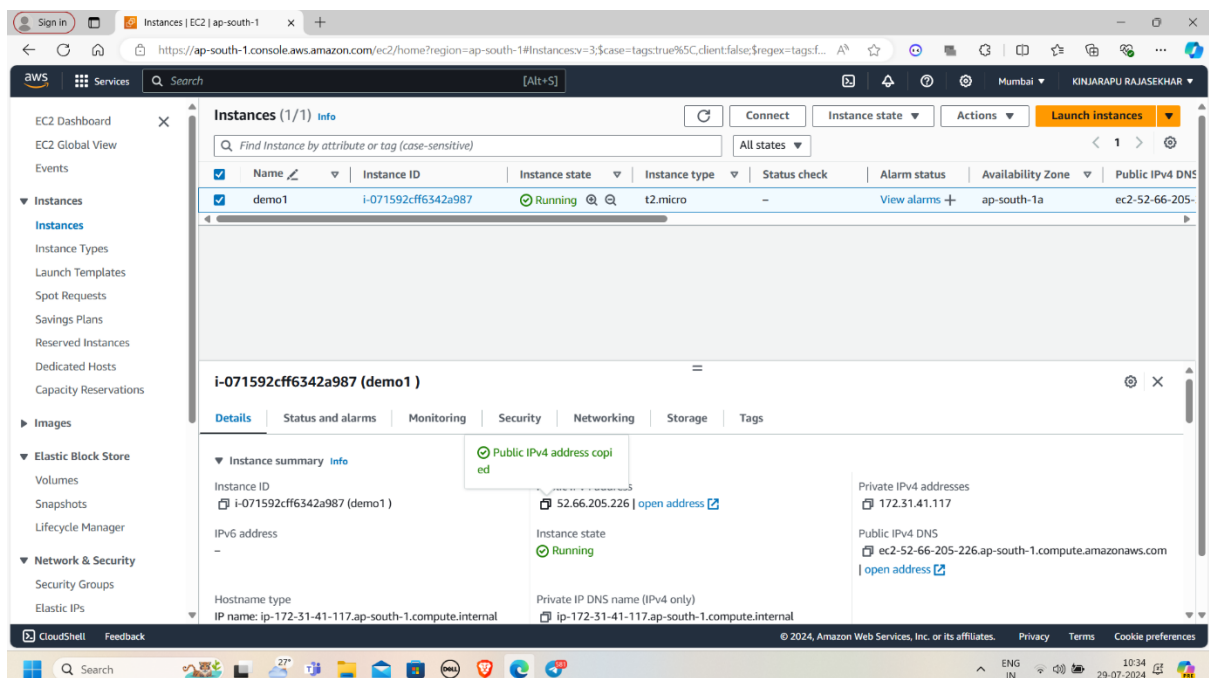 Sign in
Instances | EC2 | ap-south-1
https://ap-south-1.console.aws.amazon.com/ec2/home?region=ap-south-1#Instances:v=3;$case=tags:true%5C,client:false;$regex=tags:f...
aws Services Search [Alt+S] Mumbai KINJARAPU RAJASEKHAR
EC2 Dashboard
EC2 Global View
Events
Instances
Instances
Instance Types
Launch Templates
Spot Requests
Savings Plans
Reserved Instances
Dedicated Hosts
Capacity Reservations
Images
Elastic Block Store
Volumes
Snapshots
Lifecycle Manager
Network & Security
Security Groups
Elastic IPs
Instances (1/1) Info Connect Instance state Actions Launch instances
Find Instance by attribute or tag (case-sensitive) All states 1
Name Instance ID Instance state Instance type Status check Alarm status Availability Zone Public IPv4 DNS
demo1 i-071592cff6342a987 Running t2.micro – View alarms + ap-south-1a ec2-52-66-205-
i-071592cff6342a987 (demo1 )
Details Status and alarms Monitoring Security Networking Storage Tags
Public IPv4 address copi
ed
Instance summary Info
Instance ID Private IPv4 addresses
i-071592cff6342a987 (demo1 ) 52.66.205.226 | open address 172.31.41.117
IPv6 address Instance state Public IPv4 DNS
– Running ec2-52-66-205-226.ap-south-1.compute.amazonaws.com
| open address
Hostname type Private IP DNS name (IPv4 only)
IP name: ip-172-31-41-117.ap-south-1.compute.internal ip-172-31-41-117.ap-south-1.compute.internal
CloudShell Feedback © 2024, Amazon Web Services, Inc. or its affiliates. Privacy Terms Cookie preferences
Search 27° DELL ENG 10:34
IN 29-07-2024 PRE